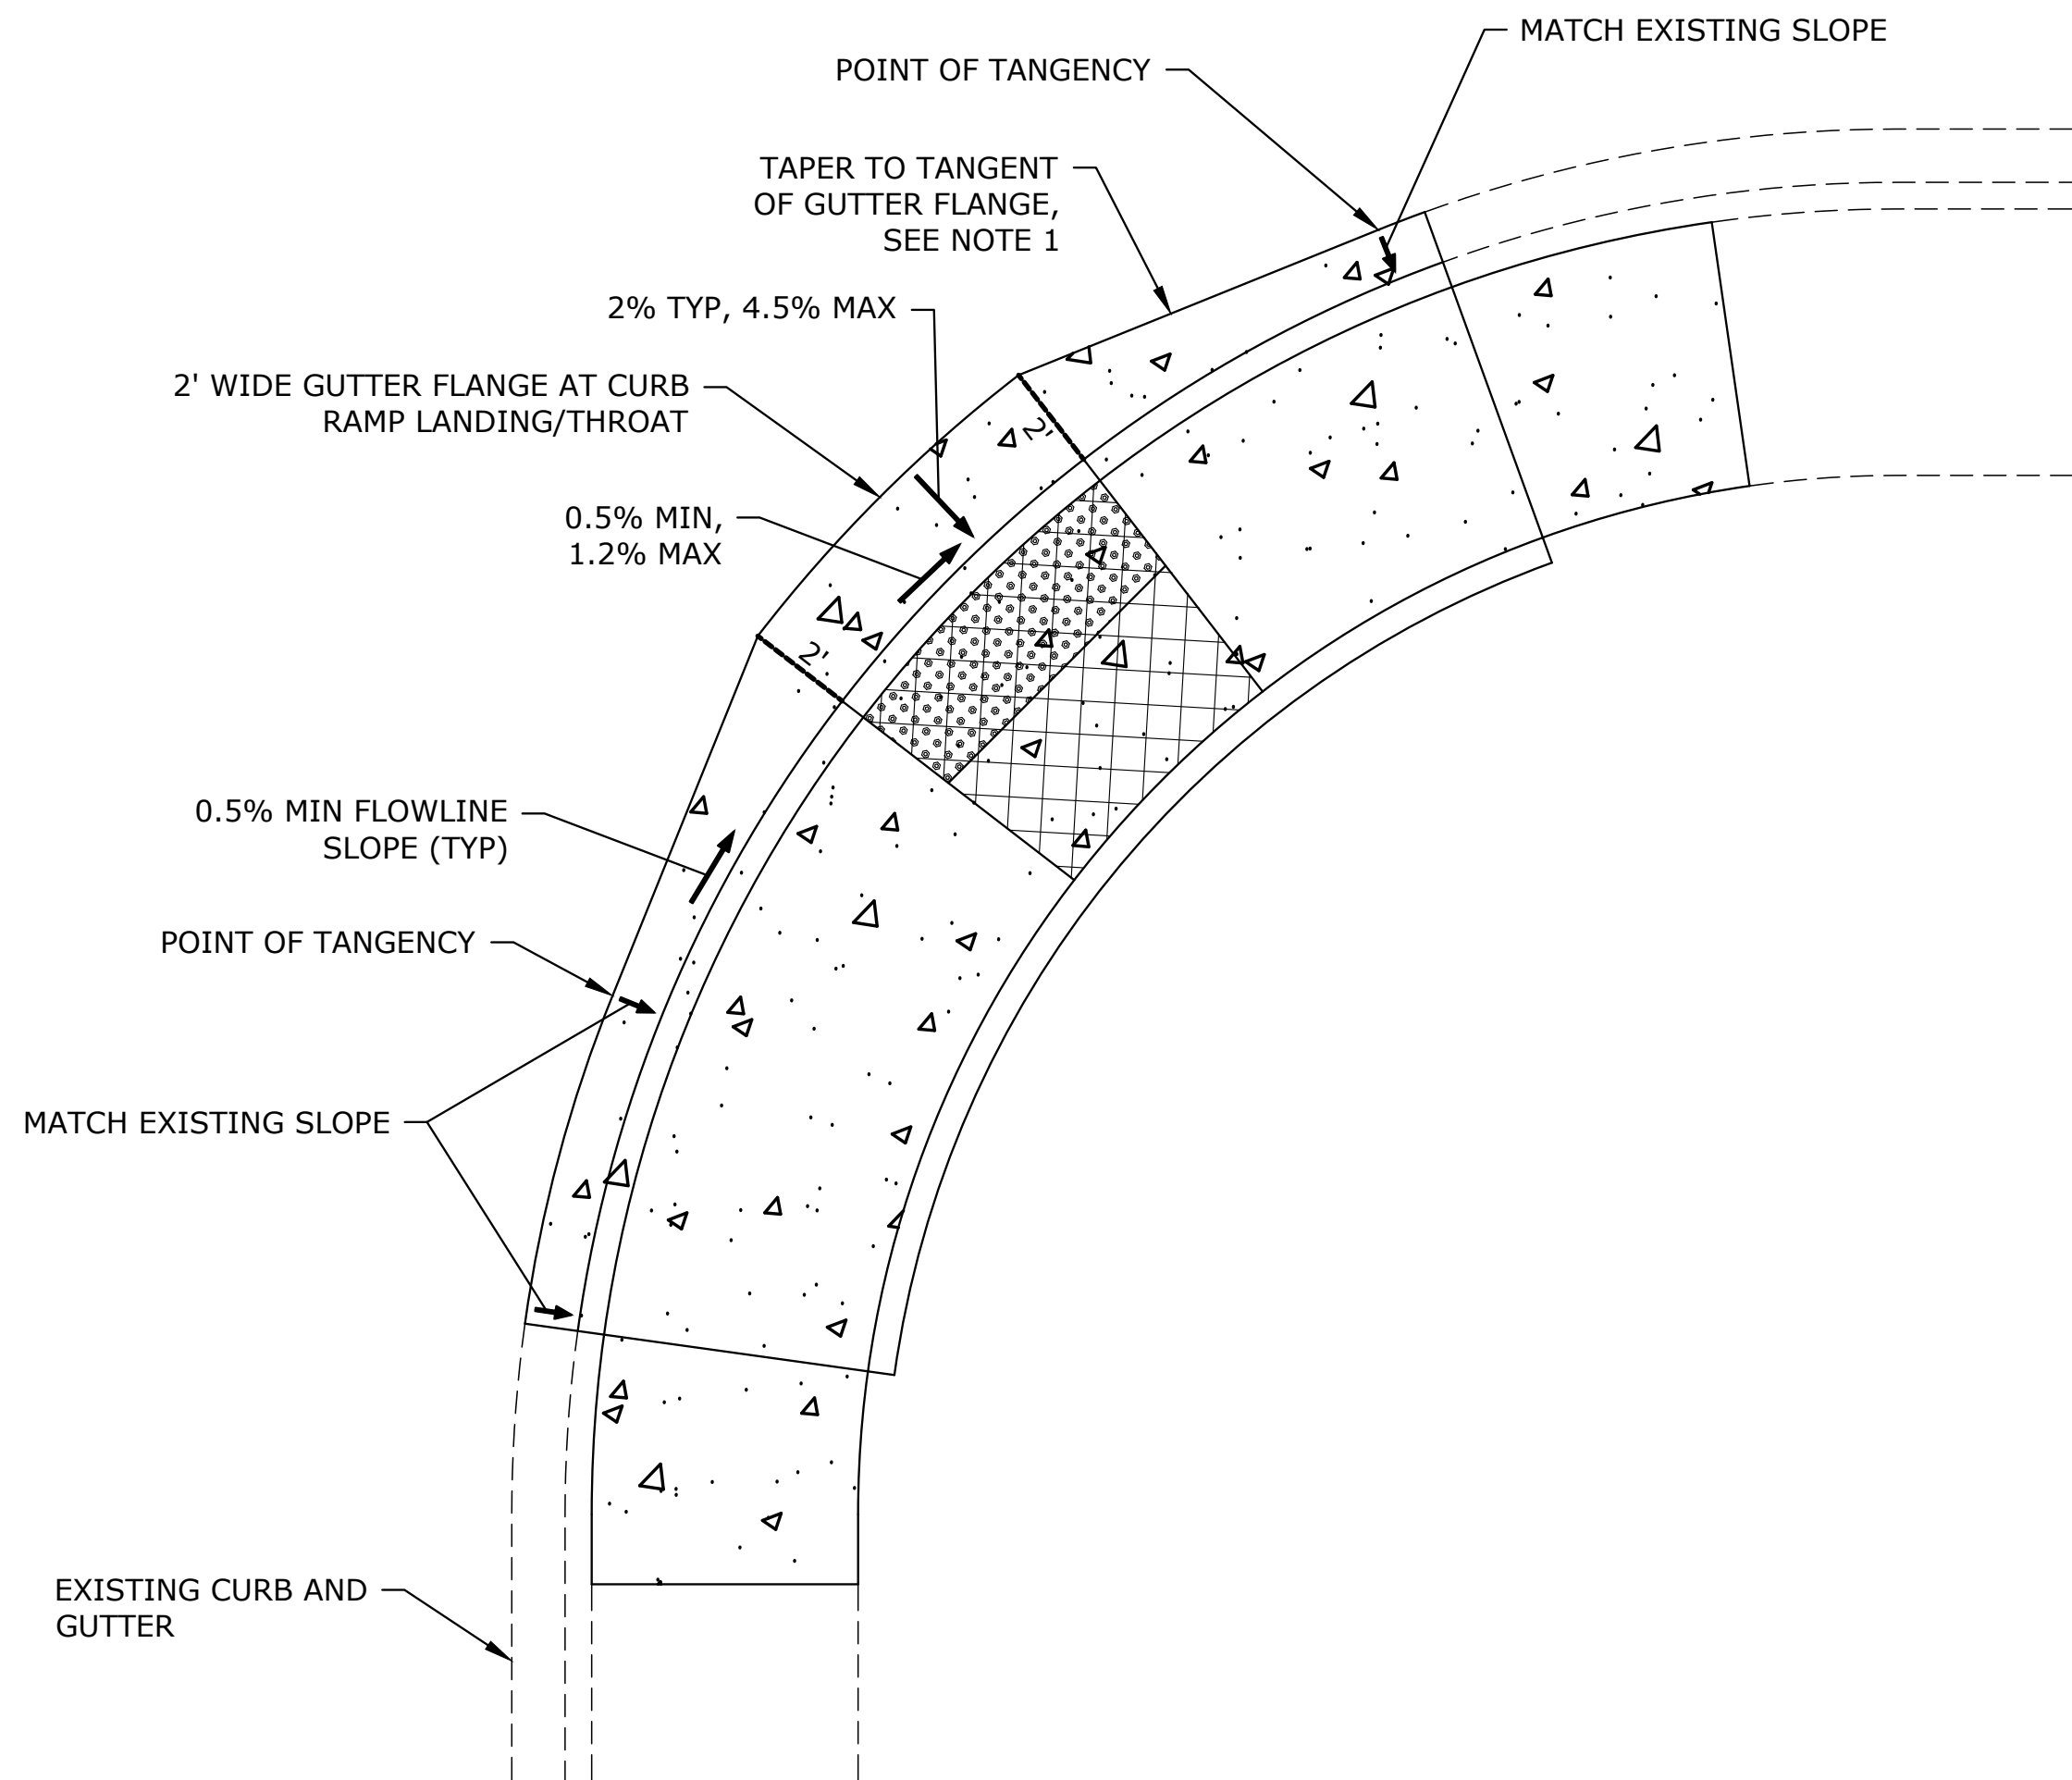 MATCH EXISTING SLOPE
POINT OF TANGENCY
TAPER TO TANGENT
OF GUTTER FLANGE,
SEE NOTE 1
2% TYP, 4.5% MAX
2' WIDE GUTTER FLANGE AT CURB
RAMP LANDING/THROAT
2'
0.5% MIN,
1.2% MAX
2'
0.5% MIN FLOWLINE
SLOPE (TYP)
POINT OF TANGENCY
MATCH EXISTING SLOPE
EXISTING CURB AND
GUTTER